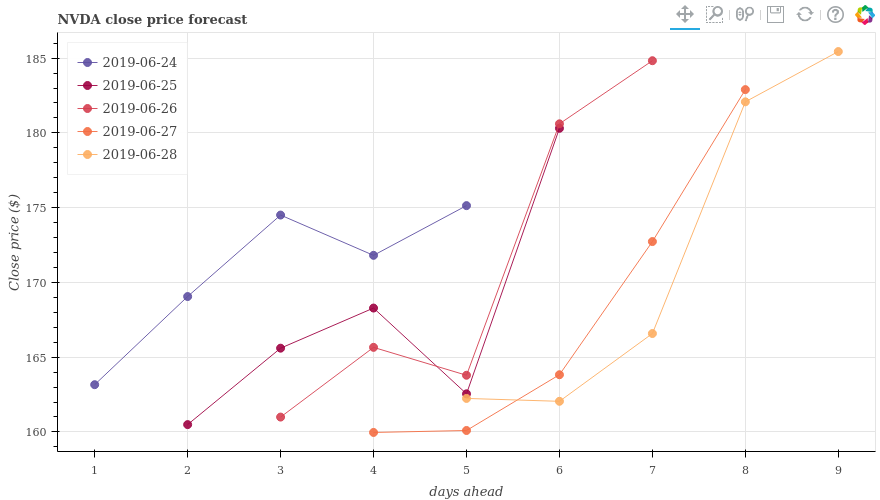 NVDA close price forecast
2019-06-24
2019-06-25
2019-06-26
2019-06-27
2019-06-28
Close price ($)
185
180
175
170
165
160
1 2 3 4 5 6 7 8 9
days ahead